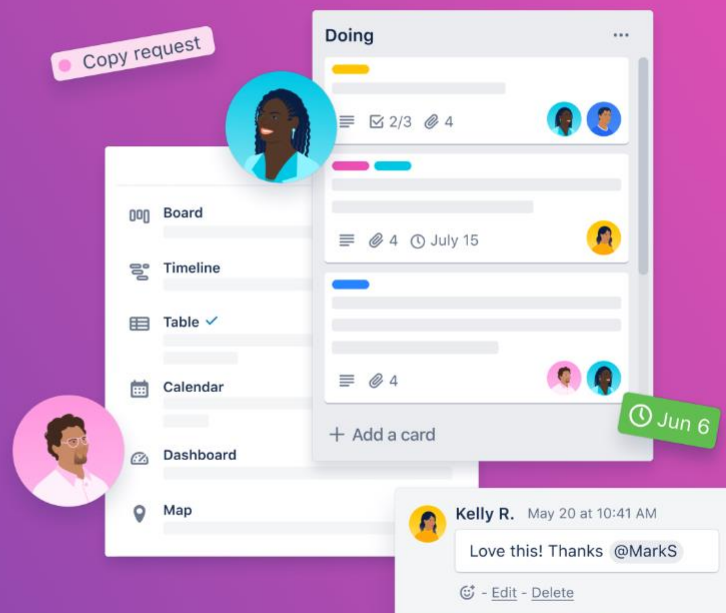 Copy request
Doing
2/3 4
4 July 15
4
+ Add a card
Board
Timeline
Table
Calendar
Dashboard
Map
Jun 6
Kelly R. May 20 at 10:41 AM
Love this! Thanks @MarkS
- Edit - Delete